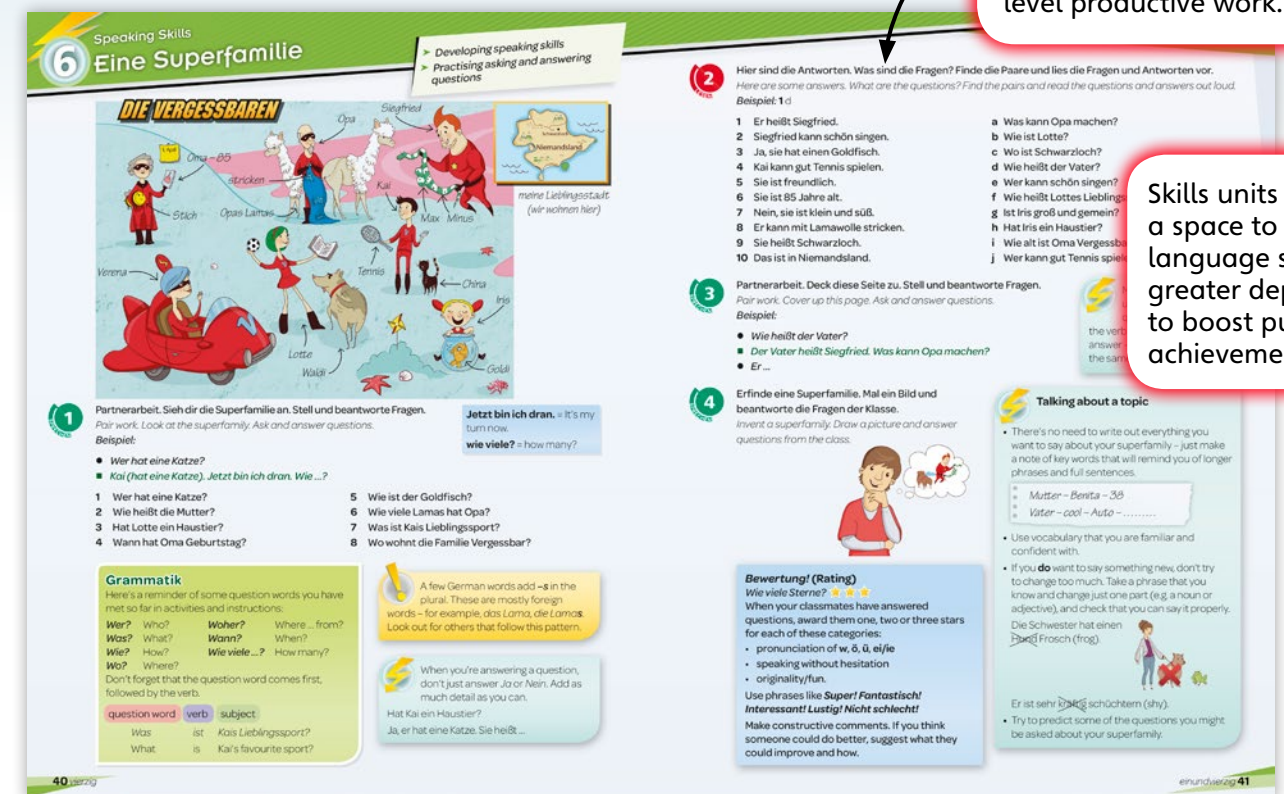 level productive work.
Speaking Skills
6 Eine Superfamilie
➤ Developing speaking skills
➤ Practising asking and answering
questions
DIE VERGESSBAREN
Siegfried
Opa
Oma – 85
stricken
Kai
Stich
Opas Lamas
Max
Minus
Niemandsland
meine Lieblingsstadt
(wir wohnen hier)
Verena
Tennis
China
Iris
Lotte
Waldi
Goldi
1
Partnerarbeit. Sieh dir die Superfamilie an. Stell und beantworte Fragen.
Pair work. Look at the superfamily. Ask and answer questions.
Beispiel:
● Wer hat eine Katze?
■ Kai (hat eine Katze). Jetzt bin ich dran. Wie ...?
Jetzt bin ich dran. = It's my
turn now.
wie viele? = how many?
1 Wer hat eine Katze?
2 Wie heißt die Mutter?
3 Hat Lotte ein Haustier?
4 Wann hat Oma Geburtstag?
5 Wie ist der Goldfisch?
6 Wie viele Lamas hat Opa?
7 Was ist Kais Lieblingssport?
8 Wo wohnt die Familie Vergessbar?
Grammatik
Here's a reminder of some question words you have
met so far in activities and instructions:
Wer? Who? Woher? Where ... from?
Was? What? Wann? When?
Wie? How? Wie viele ...? How many?
Wo? Where?
Don't forget that the question word comes first,
followed by the verb.
question word verb subject
Was ist Kais Lieblingssport?
What is Kai's favourite sport?
A few German words add –s in the
plural. These are mostly foreign
words – for example, das Lama, die Lamas.
Look out for others that follow this pattern.
When you're answering a question,
don't just answer Ja or Nein. Add as
much detail as you can.
Hat Kai ein Haustier?
Ja, er hat eine Katze. Sie heißt ...
40 vierzig
2
Hier sind die Antworten. Was sind die Fragen? Finde die Paare und lies die Fragen und Antworten vor.
Here are some answers. What are the questions? Find the pairs and read the questions and answers out loud.
Beispiel: 1 d
1 Er heißt Siegfried.
2 Siegfried kann schön singen.
3 Ja, sie hat einen Goldfisch.
4 Kai kann gut Tennis spielen.
5 Sie ist freundlich.
6 Sie ist 85 Jahre alt.
7 Nein, sie ist klein und süß.
8 Er kann mit Lamawolle stricken.
9 Sie heißt Schwarzloch.
10 Das ist in Niemandsland.
a Was kann Opa machen?
b Wie ist Lotte?
c Wo ist Schwarzloch?
d Wie heißt der Vater?
e Wer kann schön singen?
f Wie heißt Lottes
g Ist Iris groß und gemein?
h Hat Iris ein Haustier?
i Wie alt ist Oma
j Wer kann gut Tennis
Skills units
a space to
language
greater
to boost
achieveme
3
Partnerarbeit. Deck diese Seite zu. Stell und beantworte Fragen.
Pair work. Cover up this page. Ask and answer questions.
Beispiel:
● Wie heißt der Vater?
■ Der Vater heißt Siegfried. Was kann Opa machen?
● Er ...
the
answer
the
4
Erfinde eine Superfamilie. Mal ein Bild und
beantworte die Fragen der Klasse.
Invent a superfamily. Draw a picture and answer
questions from the class.
Bewertung! (Rating)
Wie viele Sterne?
When your classmates have answered
questions, award them one, two or three stars
for each of these categories:
• pronunciation of w, ö, ü, ei/ie
• speaking without hesitation
• originality/fun.
Use phrases like Super! Fantastisch!
Interessant! Lustig! Nicht schlecht!
Make constructive comments. If you think
someone could do better, suggest what they
could improve and how.
Talking about a topic
• There's no need to write out everything you
want to say about your superfamily – just make
a note of key words that will remind you of longer
phrases and full sentences.
Mutter – Benita – 38
Vater – cool – Auto – .........
• Use vocabulary that you are familiar and
confident with.
• If you do want to say something new, don't try
to change too much. Take a phrase that you
know and change just one part (e.g. a noun or
adjective), and check that you can say it properly.
Die Schwester hat einen
Hund Frosch (frog).
Er ist sehr kräftig schüchtern (shy).
• Try to predict some of the questions you might
be asked about your superfamily.
einundvierzig 41